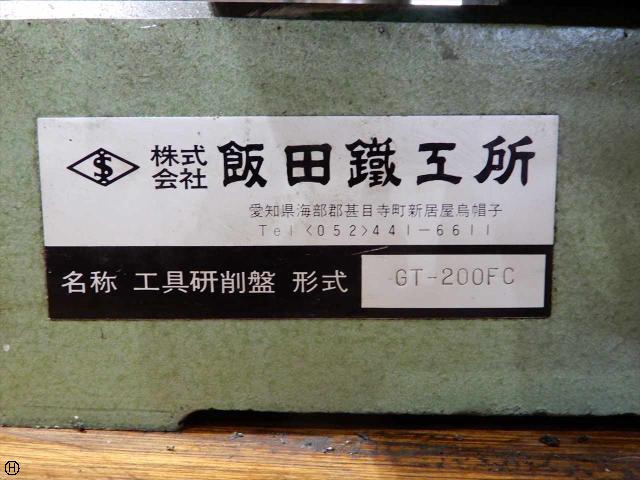 株式会社 飯田鐵工所
愛知県海部郡甚目寺町新居屋烏帽子
Tel <052>441-6611
名称 工具研削盤 形式 GT-200FC
H